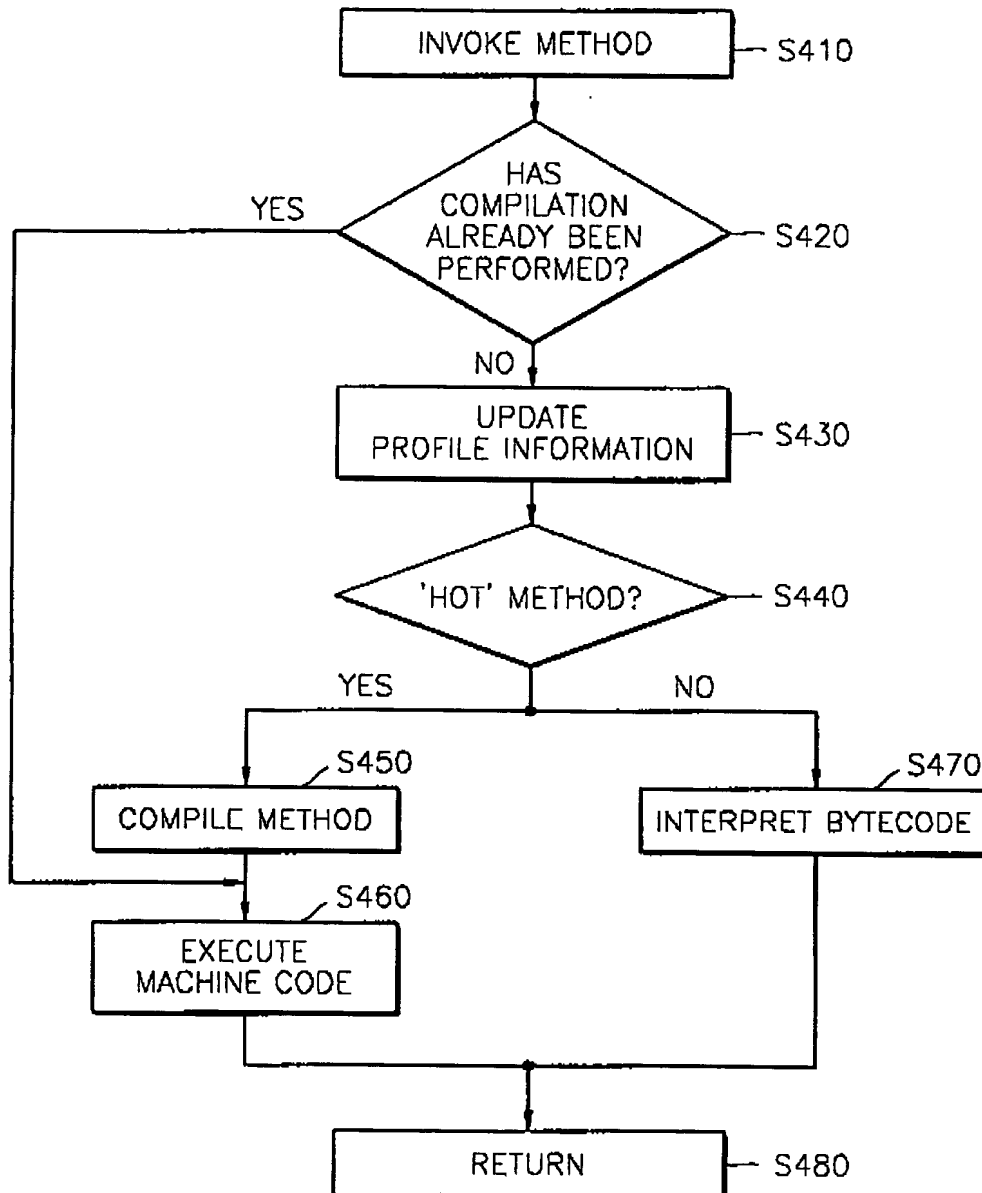 INVOKE METHOD
S410
HAS
COMPILATION
ALREADY BEEN
PERFORMED?
S420
YES
NO
UPDATE
PROFILE INFORMATION
S430
'HOT' METHOD?
S440
YES
NO
S450
COMPILE METHOD
S470
INTERPRET BYTECODE
S460
EXECUTE
MACHINE CODE
RETURN
S480